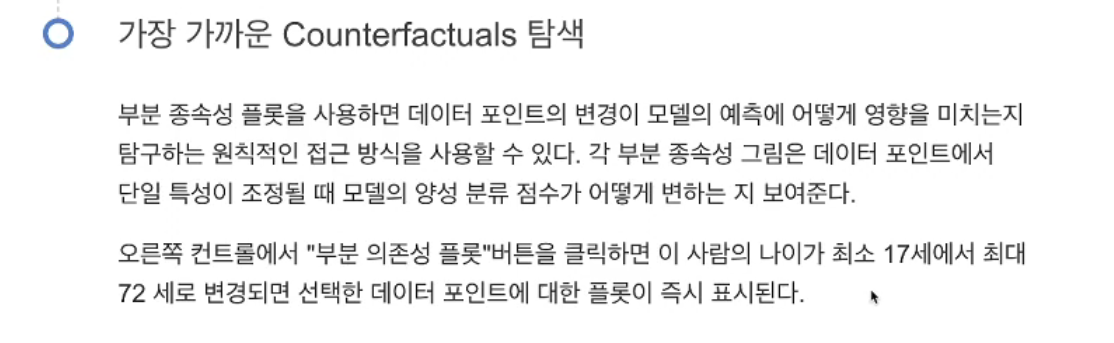 가장 가까운 Counterfactuals 탐색
부분 종속성 플롯을 사용하면 데이터 포인트의 변경이 모델의 예측에 어떻게 영향을 미치는지
탐구하는 원칙적인 접근 방식을 사용할 수 있다. 각 부분 종속성 그림은 데이터 포인트에서
단일 특성이 조정될 때 모델의 양성 분류 점수가 어떻게 변하는 지 보여준다.
오른쪽 컨트롤에서 "부분 의존성 플롯"버튼을 클릭하면 이 사람의 나이가 최소 17세에서 최대
72 세로 변경되면 선택한 데이터 포인트에 대한 플롯이 즉시 표시된다.